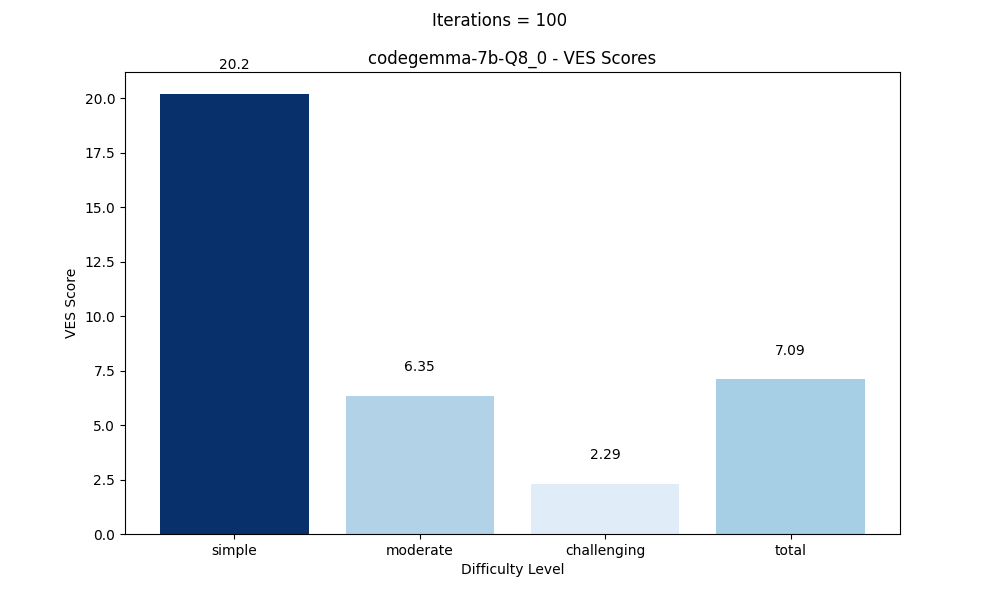 Iterations = 100
codegemma-7b-Q8_0 - VES Scores
20.2
20.0
17.5
15.0
12.5
10.0
7.5
5.0
2.5
0.0
VES Score
6.35
2.29
7.09
simple
moderate
challenging
total
Difficulty Level